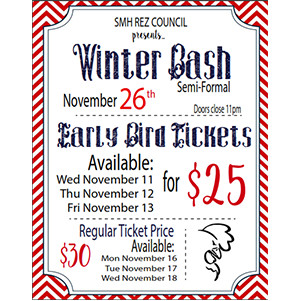 SMH REZ COUNCIL
presents..
Winter Bash
Semi-Formal
November 26th
Doors close 11pm
Early Bird Tickets
Available:
Wed November 11
Thu November 12
Fri November 13
for $25
Regular Ticket Price
$30
Available:
Mon November 16
Tue November 17
Wed November 18